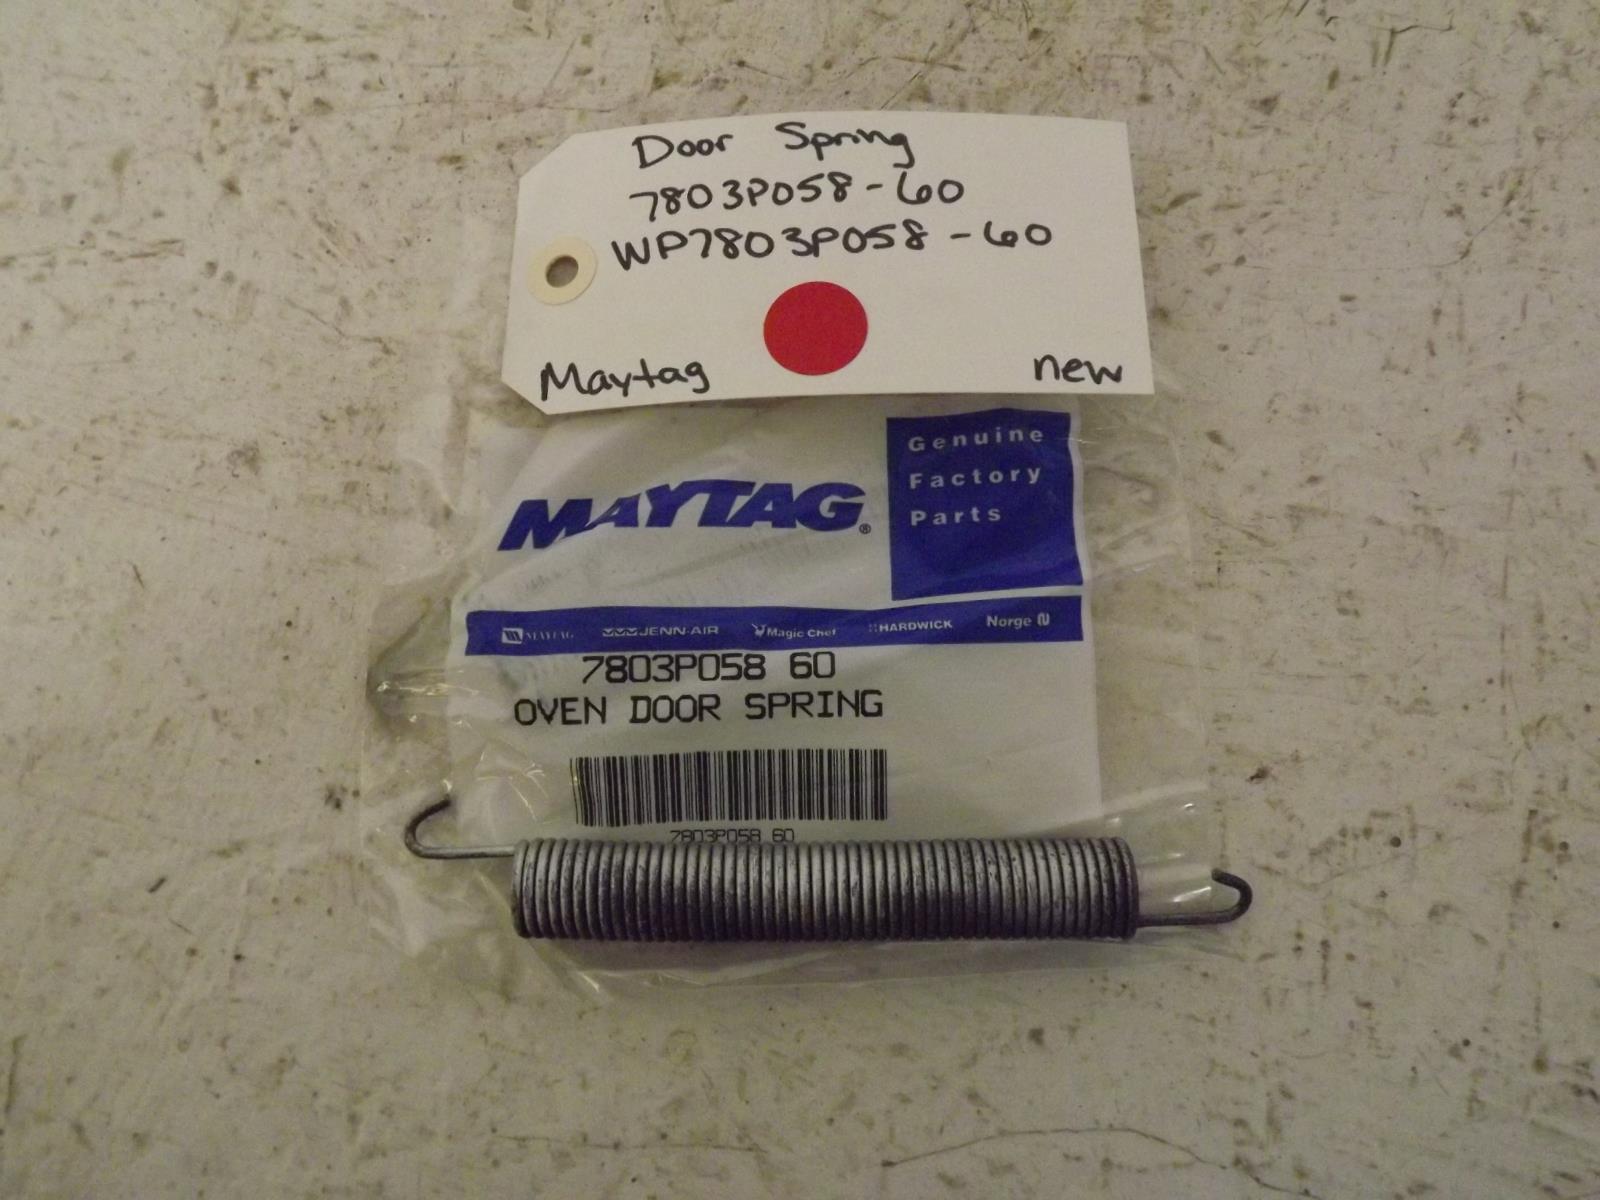 Door Spring
7803P058-60
WP7803P058-60
Maytag new
Genuine
Factory
Parts
MAYTAG®
MAYTAG JENN-AIR Magic Chef HARDWICK Norge N
7803P058 60
OVEN DOOR SPRING
7803P058 60